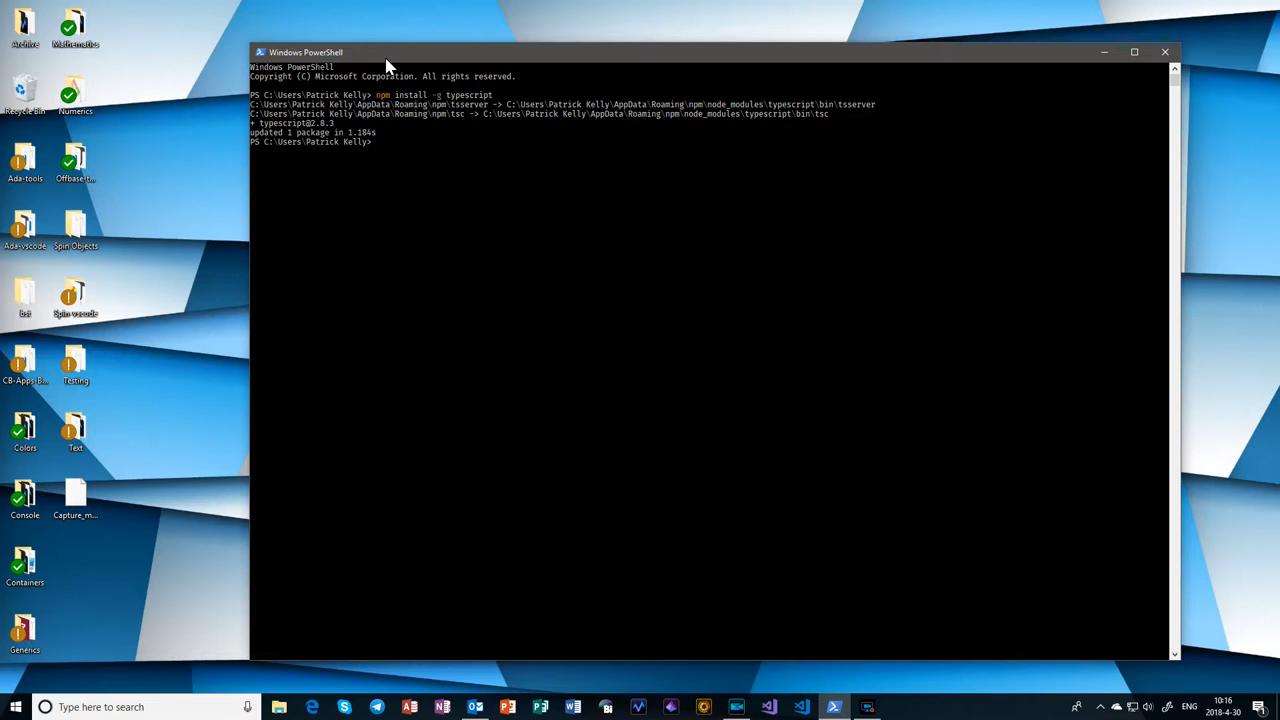 Archive
Mathematics
Recycle Bin
Numerics
Ada-tools
Offbase-t...
Ada-vscode
Spin Objects
bst
Spin-vscode
CB-Apps-B...
Testing
Colors
Text
Console
Capture_m...
Containers
Generics
Windows PowerShell
Windows PowerShell
Copyright (C) Microsoft Corporation. All rights reserved.
PS C:\Users\Patrick Kelly> npm install -g typescript
C:\Users\Patrick Kelly\AppData\Roaming\npm\tsserver -> C:\Users\Patrick Kelly\AppData\Roaming\npm\node_modules\typescript\bin\tsserver
C:\Users\Patrick Kelly\AppData\Roaming\npm\tsc -> C:\Users\Patrick Kelly\AppData\Roaming\npm\node_modules\typescript\bin\tsc
+ typescript@2.8.3
updated 1 package in 1.184s
PS C:\Users\Patrick Kelly>
Type here to search
ENG
10:16
2018-4-30